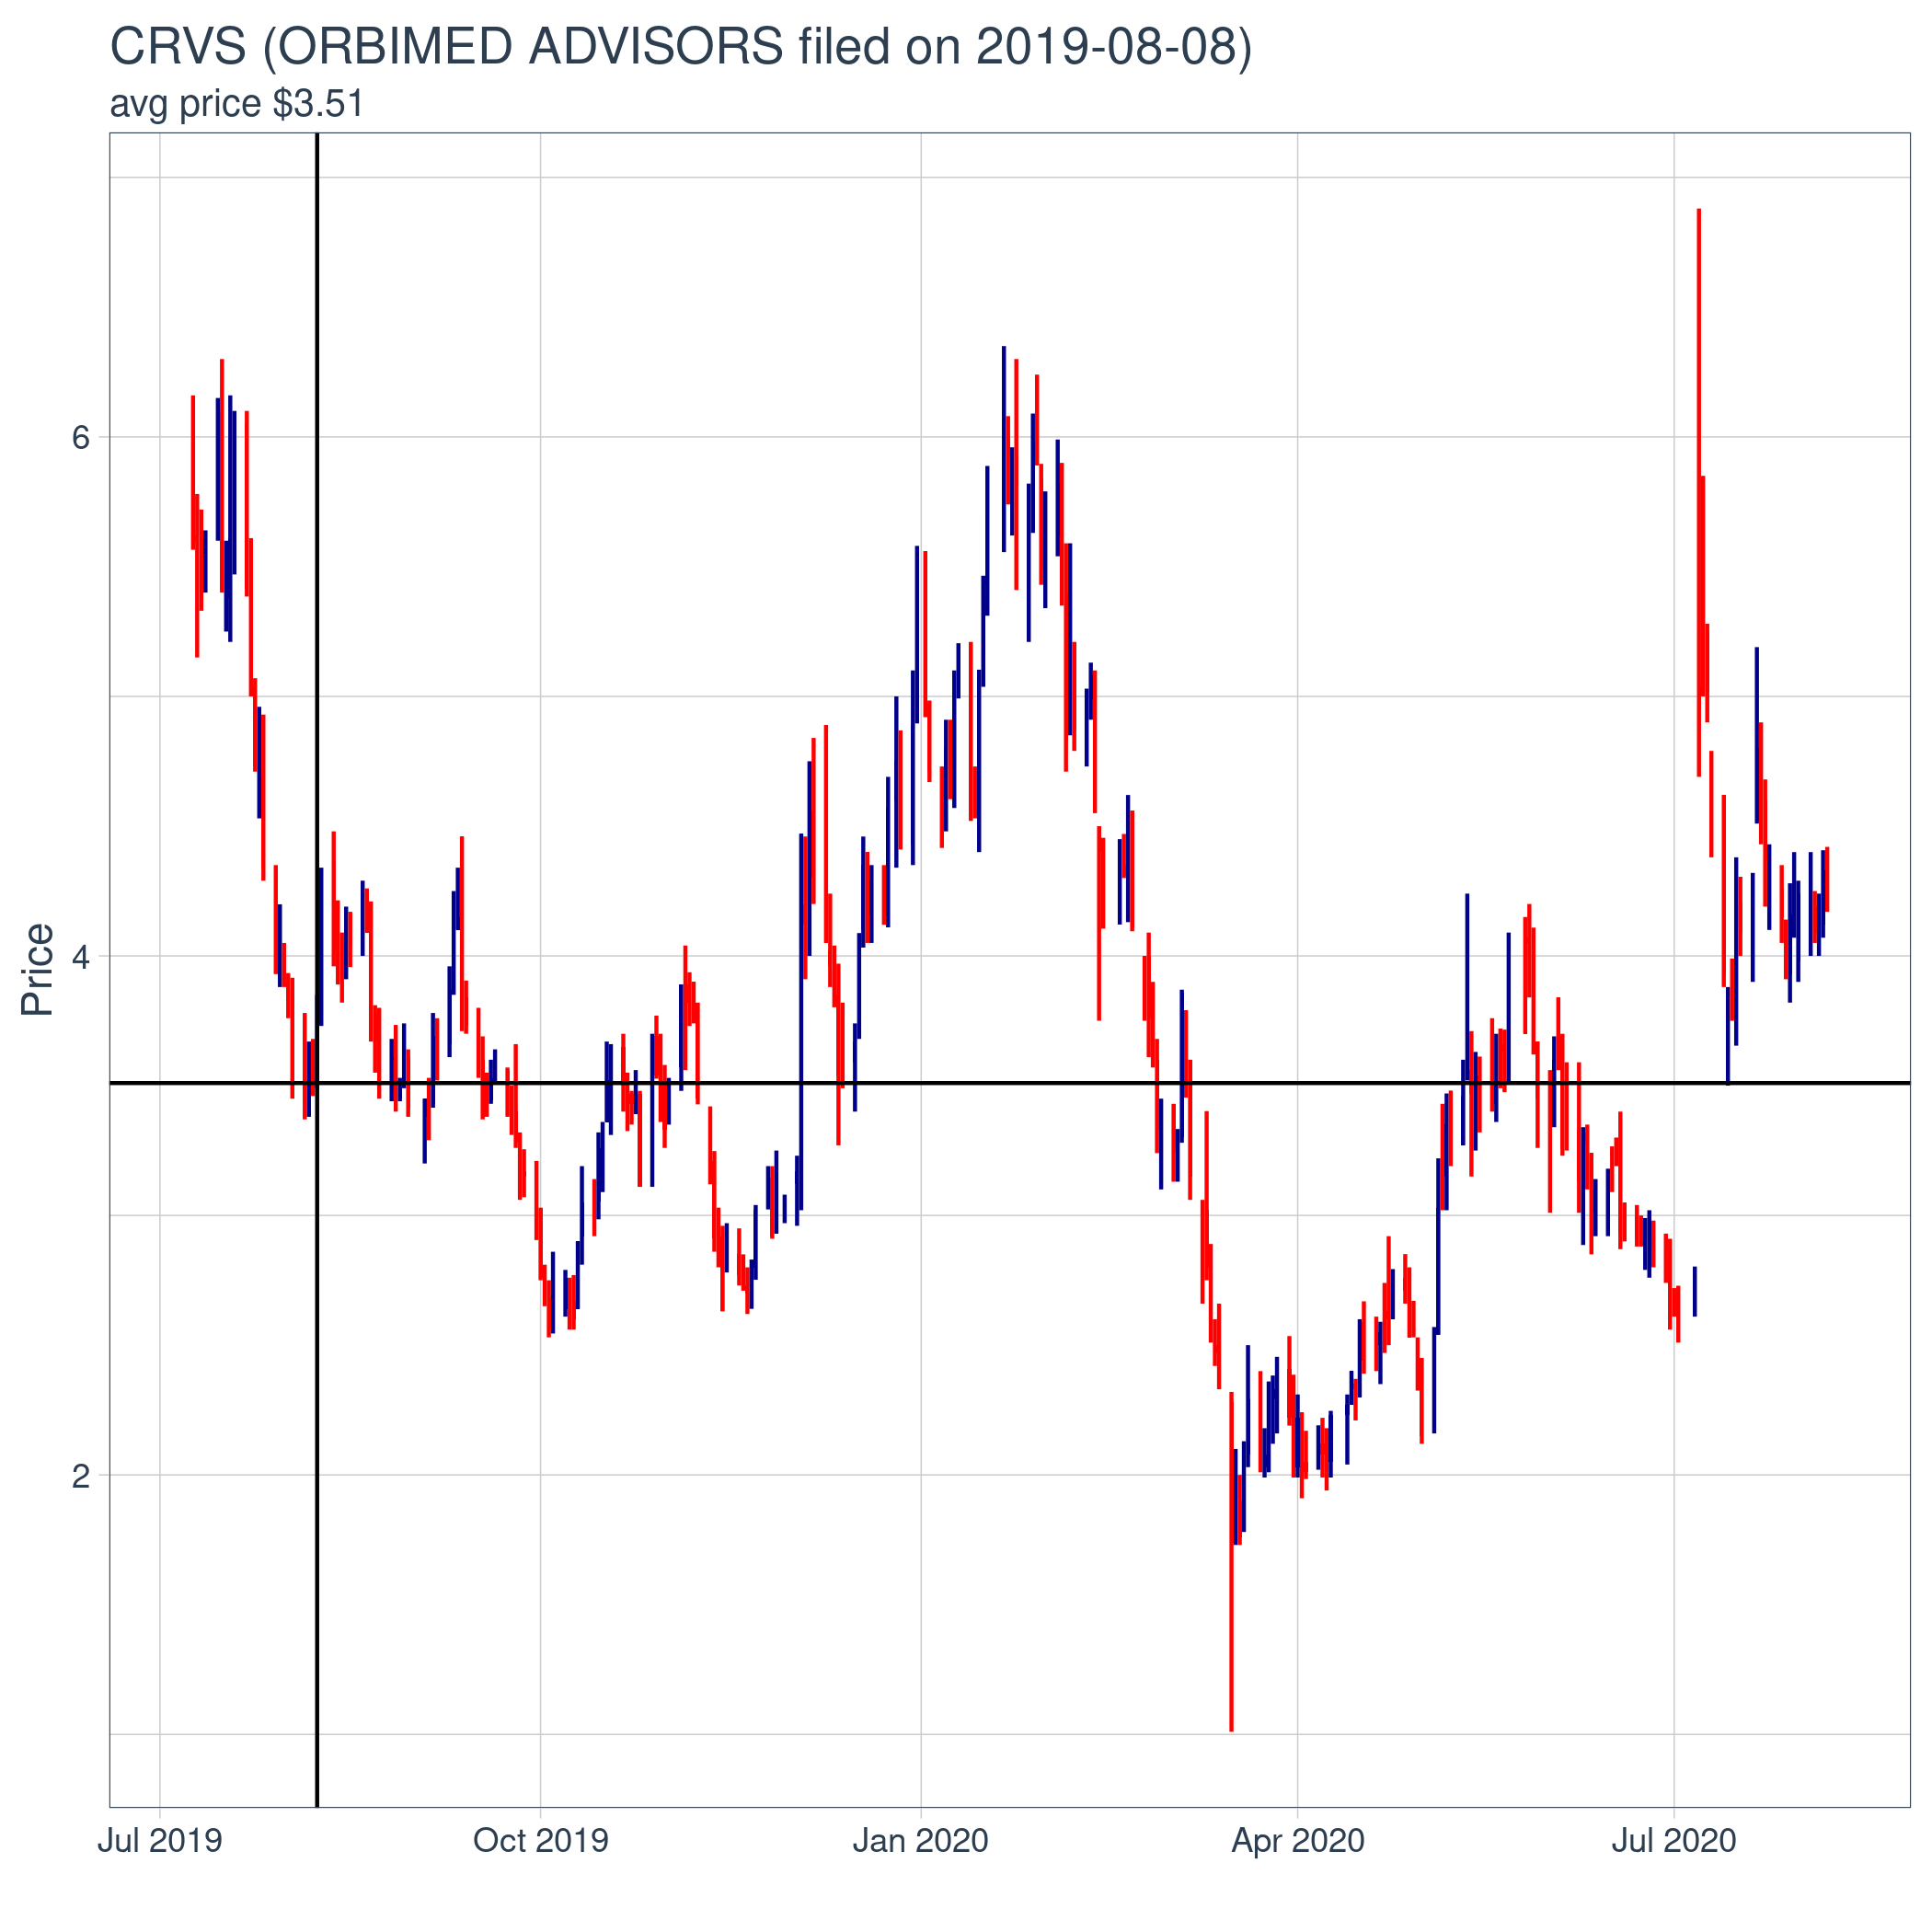 CRVS (ORBIMED ADVISORS filed on 2019-08-08)
avg price $3.51
Price
6
4
2
Jul 2019 Oct 2019 Jan 2020 Apr 2020 Jul 2020